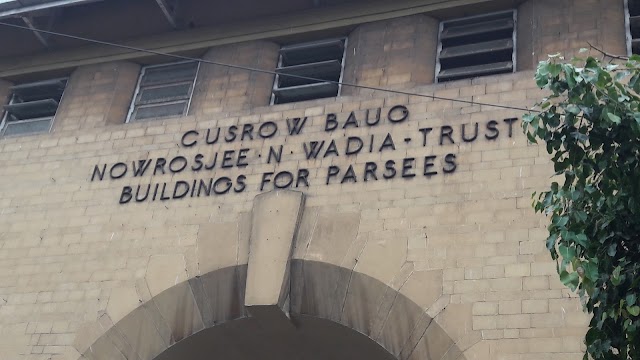 CUSROW BAUG
NOWROSJEE·N·WADIA-TRUST
BUILDINGS FOR PARSEES